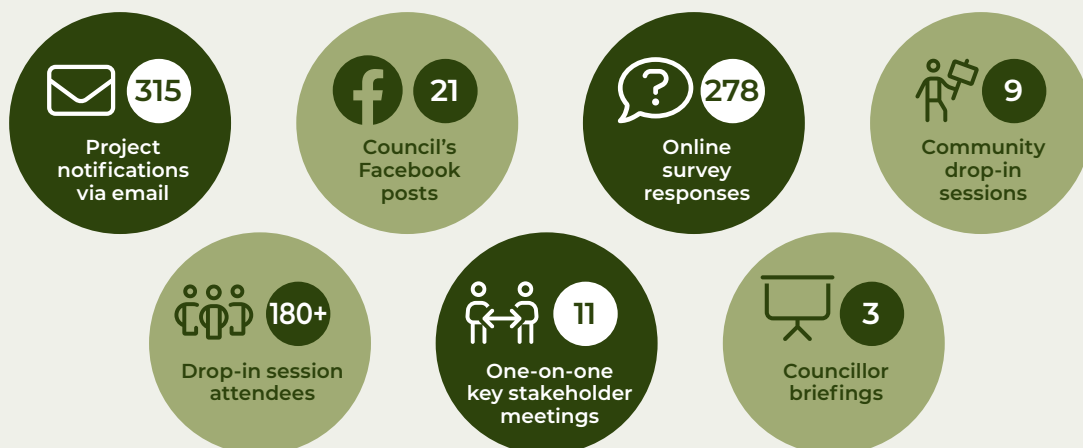 315
Project
notifications
via email
21
Council's
Facebook
posts
?
278
Online
survey
responses
9
Community
drop-in
sessions
180+
Drop-in session
attendees
11
One-on-one
key stakeholder
meetings
3
Councillor
briefings